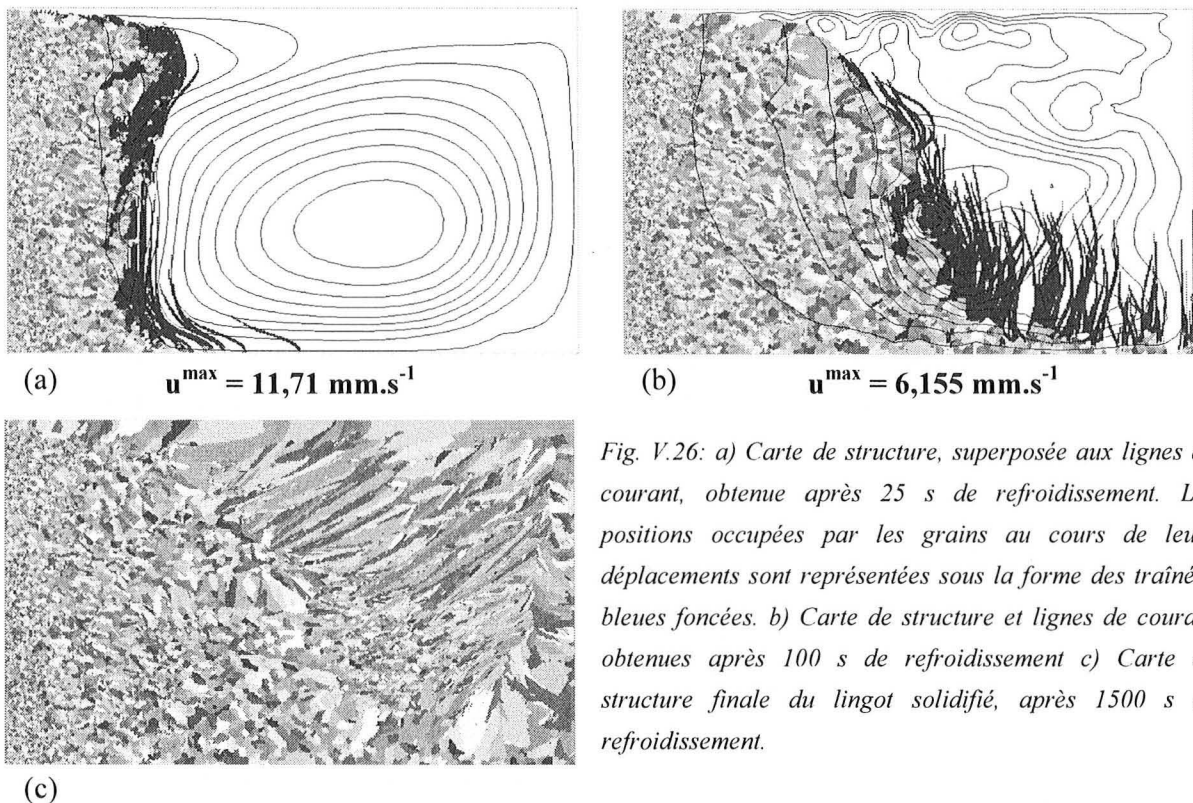 (a)
u^max = 11,71 mm.s^-1
(b)
u^max = 6,155 mm.s^-1
Fig. V.26: a) Carte de structure, superposée aux lignes
courant, obtenue après 25 s de refroidissement.
positions occupées par les grains au cours de
déplacements sont représentées sous la forme des
bleues foncées. b) Carte de structure et lignes de
obtenues après 100 s de refroidissement c) Carte
structure finale du lingot solidifié, après 1500 s
refroidissement.
(c)